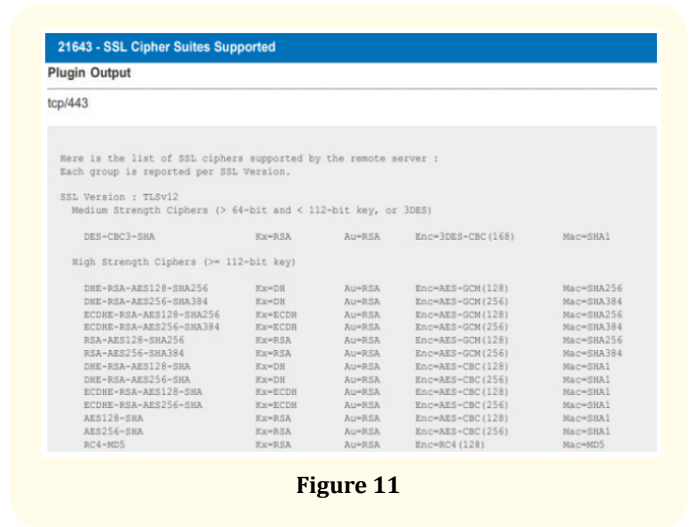 21643 - SSL Cipher Suites Supported
Plugin Output
tcp/443
Here is the list of SSL ciphers supported by the remote server :
Each group is reported per SSL Version.
SSL Version : TLSv12
Medium Strength Ciphers (> 64-bit and < 112-bit key, or 3DES)
DES-CBC3-SHA Kx=RSA Au=RSA Enc=3DES-CBC(168) Mac=SHA1
High Strength Ciphers (>= 112-bit key)
DHE-RSA-AES128-SHA256 Kx=DH Au=RSA Enc=AES-GCM(128) Mac=SHA256
DHE-RSA-AES256-SHA384 Kx=DH Au=RSA Enc=AES-GCM(256) Mac=SHA384
ECDHE-RSA-AES128-SHA256 Kx=ECDH Au=RSA Enc=AES-GCM(128) Mac=SHA256
ECDHE-RSA-AES256-SHA384 Kx=ECDH Au=RSA Enc=AES-GCM(256) Mac=SHA384
RSA-AES128-SHA256 Kx=RSA Au=RSA Enc=AES-GCM(128) Mac=SHA256
RSA-AES256-SHA384 Kx=RSA Au=RSA Enc=AES-GCM(256) Mac=SHA384
DHE-RSA-AES128-SHA Kx=DH Au=RSA Enc=AES-CBC(128) Mac=SHA1
DHE-RSA-AES256-SHA Kx=DH Au=RSA Enc=AES-CBC(256) Mac=SHA1
ECDHE-RSA-AES128-SHA Kx=ECDH Au=RSA Enc=AES-CBC(128) Mac=SHA1
ECDHE-RSA-AES256-SHA Kx=ECDH Au=RSA Enc=AES-CBC(256) Mac=SHA1
AES128-SHA Kx=RSA Au=RSA Enc=AES-CBC(128) Mac=SHA1
AES256-SHA Kx=RSA Au=RSA Enc=AES-CBC(256) Mac=SHA1
RC4-MD5 Kx=RSA Au=RSA Enc=RC4(128) Mac=MD5
Figure 11